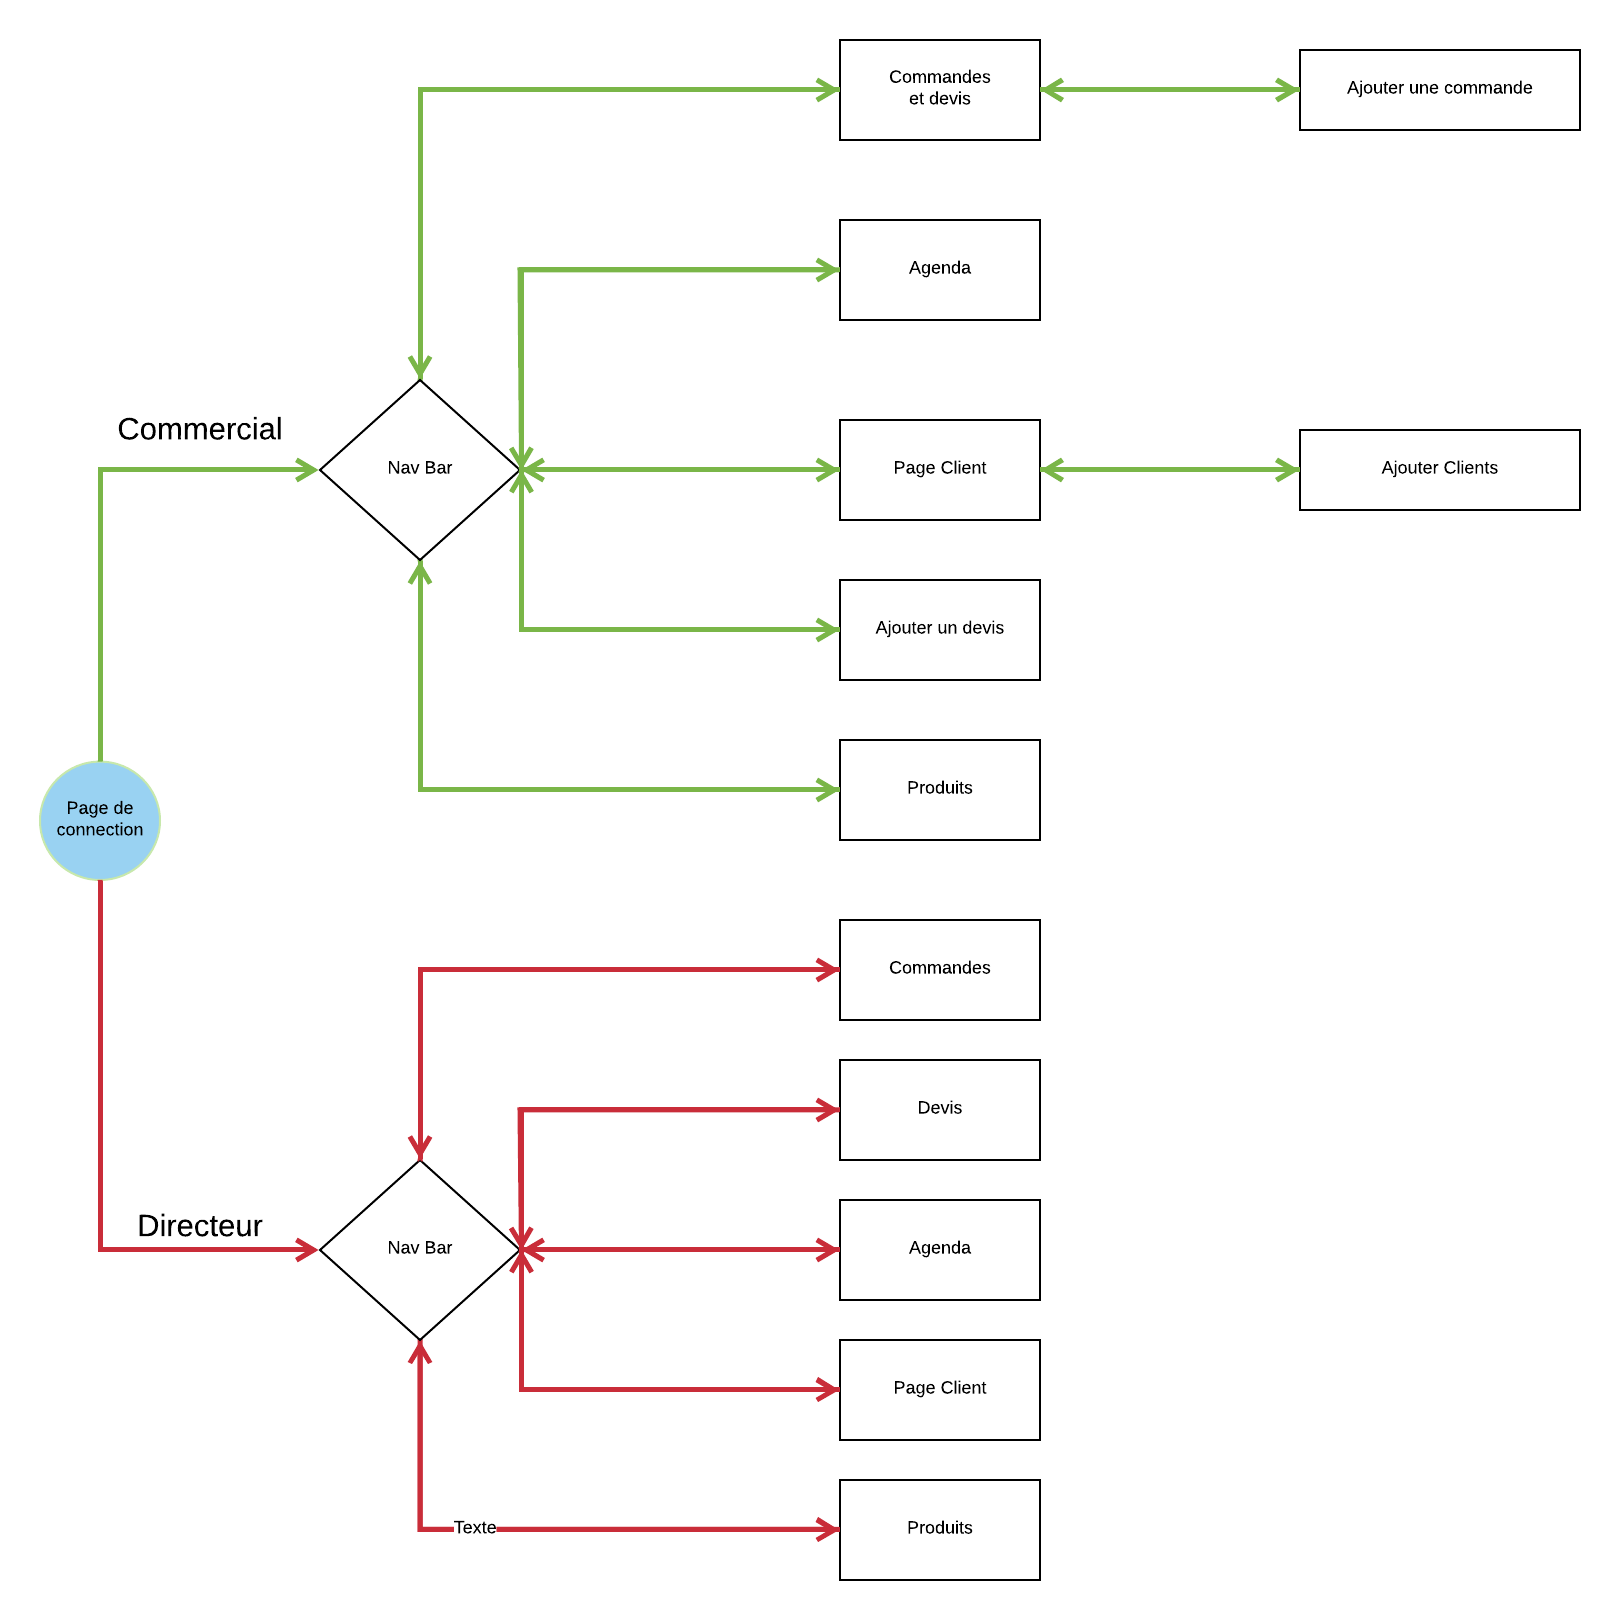 Commandes
et devis
Ajouter une commande
Agenda
Commercial
Nav Bar
Page Client
Ajouter Clients
Ajouter un devis
Produits
Page de
connection
Commandes
Devis
Directeur
Nav Bar
Agenda
Page Client
Texte
Produits